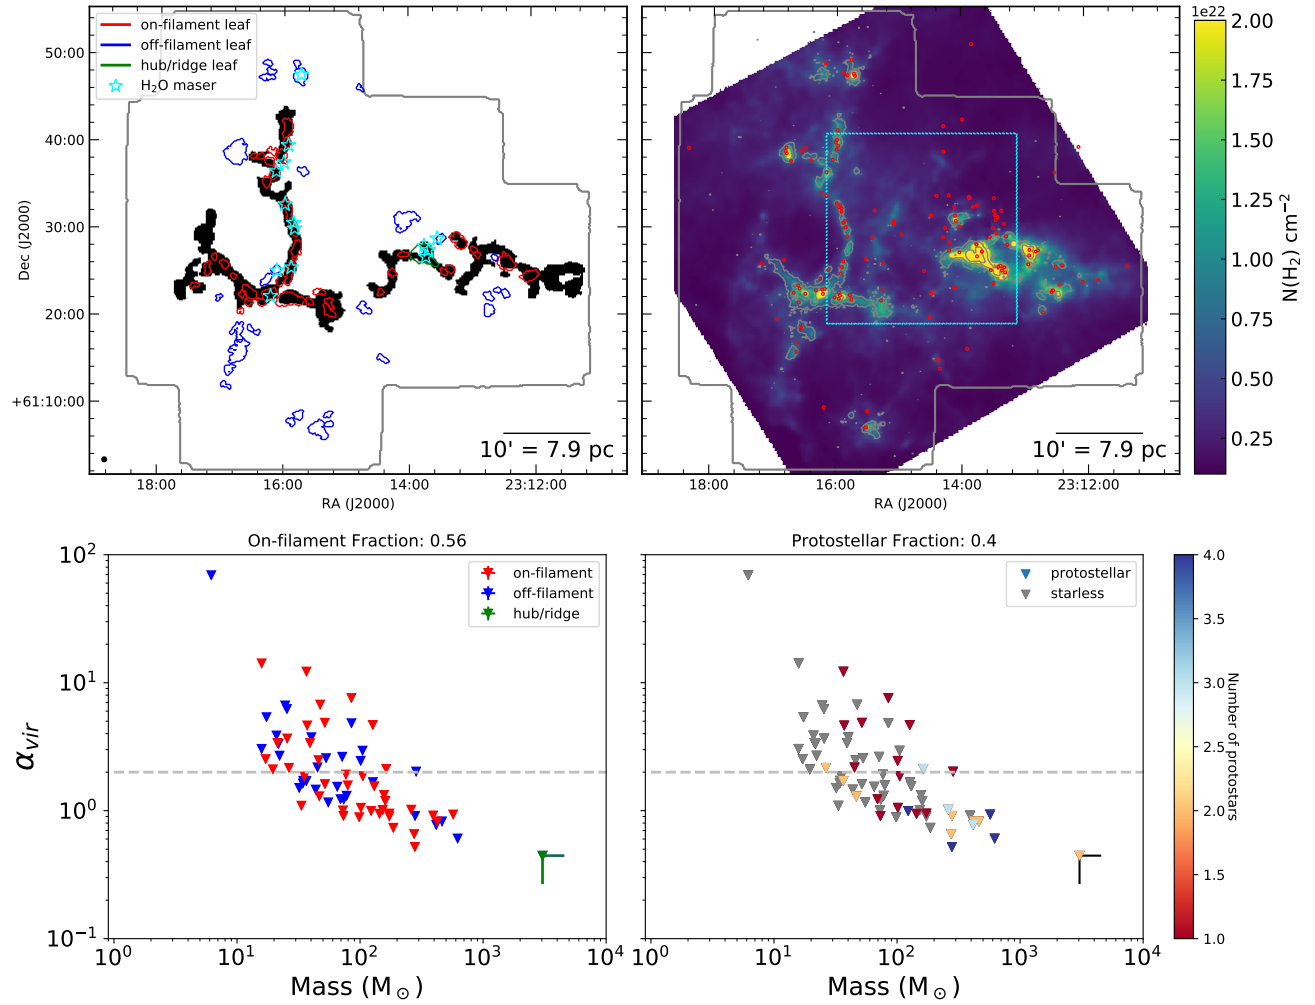 on-filament leaf
off-filament leaf
hub/ridge leaf
H₂O maser
50:00
40:00
30:00
20:00
+61:10:00
Dec (J2000)
10' = 7.9 pc
18:00
16:00
14:00
23:12:00
RA (J2000)
10' = 7.9 pc
18:00
16:00
14:00
23:12:00
RA (J2000)
1e22
2.00
1.75
1.50
1.25
1.00
0.75
0.50
0.25
N(H₂) cm⁻²
On-filament Fraction: 0.56
on-filament
off-filament
hub/ridge
10²
10¹
10⁰
10⁻¹
α_vir
10⁰
10¹
10²
10³
10⁴
Mass (M⊙)
Protostellar Fraction: 0.4
protostellar
starless
10⁰
10¹
10²
10³
10⁴
Mass (M⊙)
4.0
3.5
3.0
2.5
2.0
1.5
1.0
Number of protostars